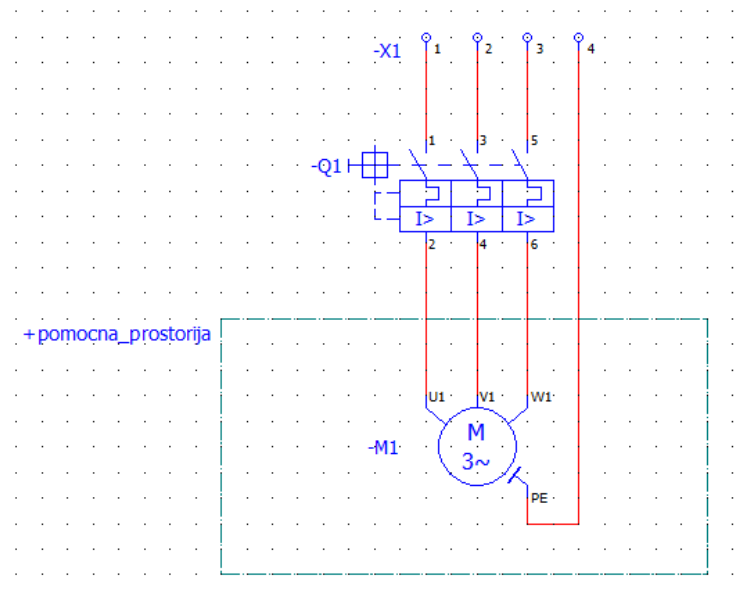 -X1 1 2 3 4
1 3 5
-Q1
I> I> I>
2 4 6
+pomocna_prostorija
U1 V1 W1
M
-M1
3~
PE